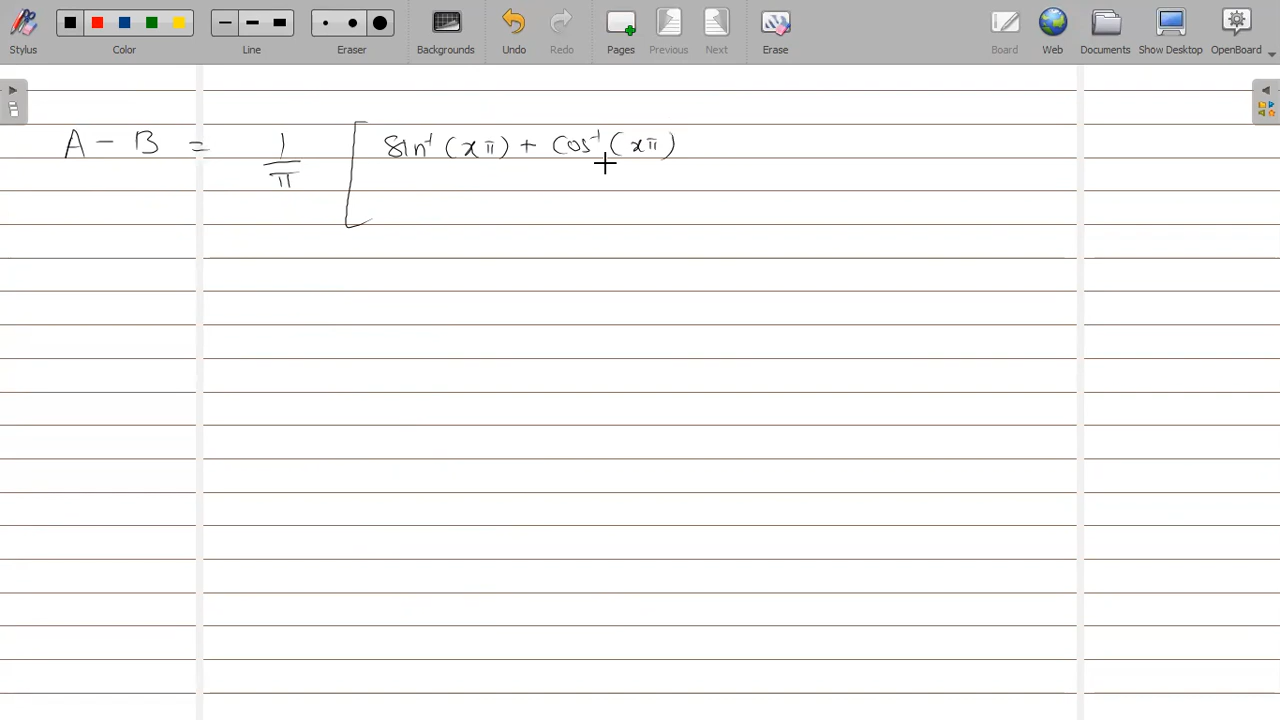 Stylus Color Line Eraser Backgrounds Undo Redo Pages Previous Next Erase Board Web Documents Show Desktop OpenBoard
A − B = 1/π [ sin⁻¹(xπ) + cos⁻¹(xπ)